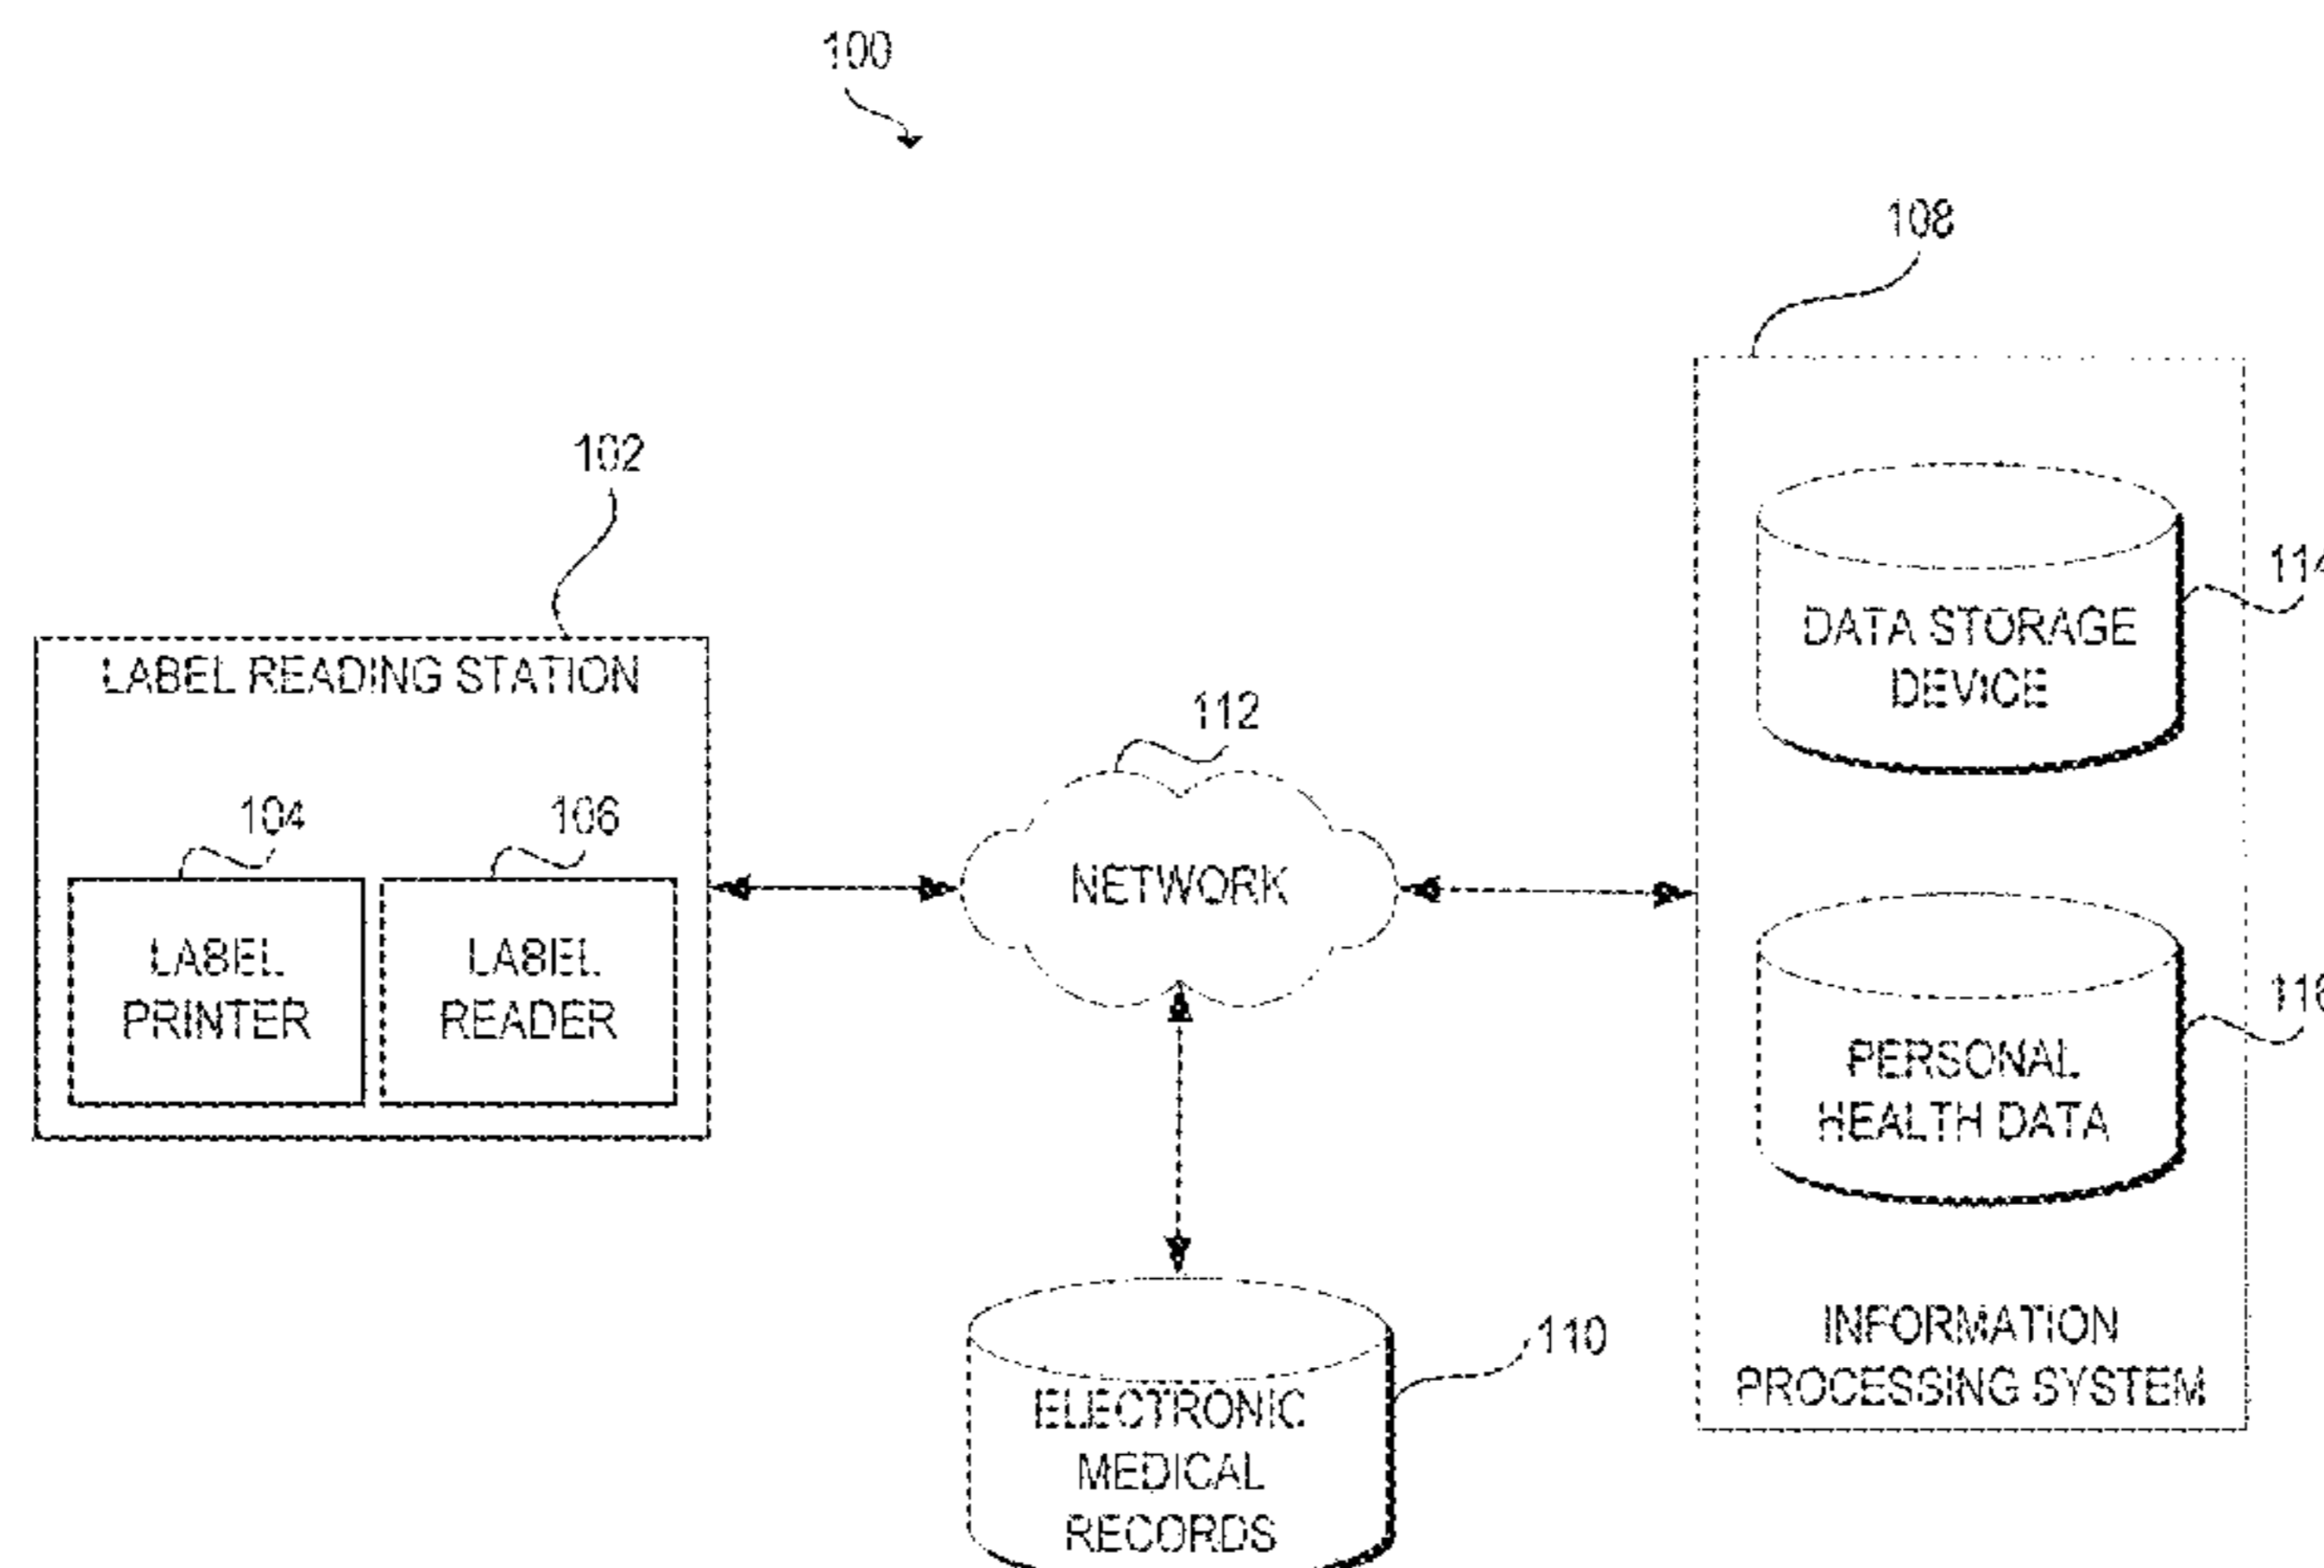 100
108
102
114
DATA STORAGE
DEVICE
LABEL READING STATION
112
104
106
NETWORK
LABEL
PRINTER
LABEL
READER
116
PERSONAL
HEALTH DATA
110
INFORMATION
PROCESSING SYSTEM
ELECTRONIC
MEDICAL
RECORDS